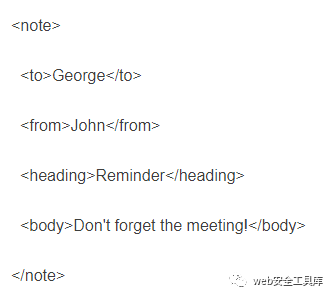 <note>
<to>George</to>
<from>John</from>
<heading>Reminder</heading>
<body>Don't forget the meeting!</body>
</note>
web安全工具库